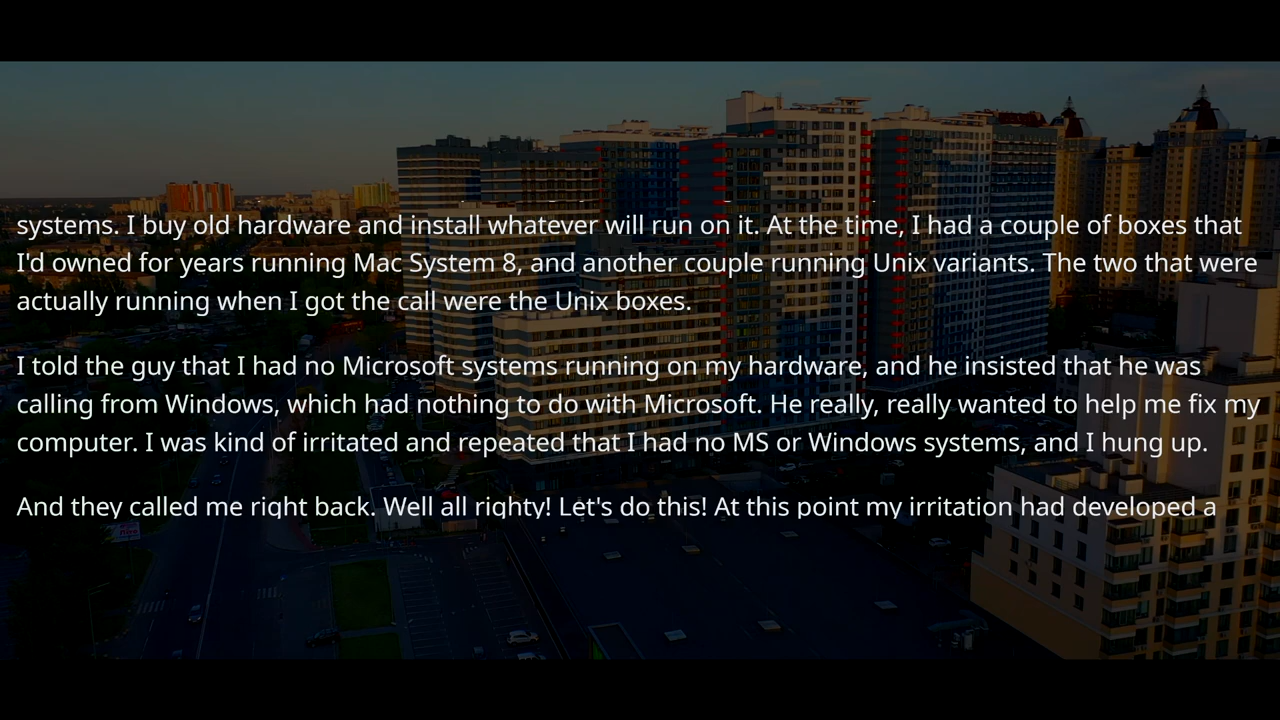 systems. I buy old hardware and install whatever will run on it. At the time, I had a couple of boxes that
I'd owned for years running Mac System 8, and another couple running Unix variants. The two that were
actually running when I got the call were the Unix boxes.
I told the guy that I had no Microsoft systems running on my hardware, and he insisted that he was
calling from Windows, which had nothing to do with Microsoft. He really, really wanted to help me fix my
computer. I was kind of irritated and repeated that I had no MS or Windows systems, and I hung up.
And they called me right back. Well all righty! Let's do this! At this point my irritation had developed a